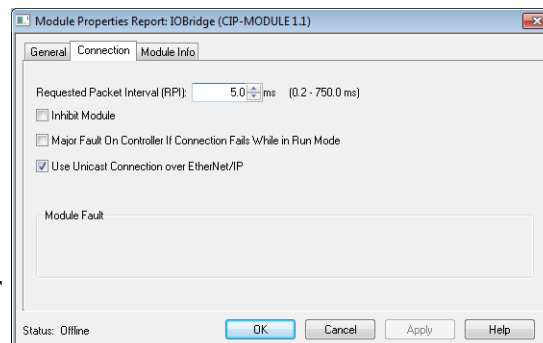 Module Properties Report: IOBridge (CIP-MODULE 1.1)
General Connection Module Info
Requested Packet Interval (RPI): 5.0 ms (0.2 - 750.0 ms)
Inhibit Module
Major Fault On Controller If Connection Fails While in Run Mode
Use Unicast Connection over EtherNet/IP
Module Fault
Status: Offline OK Cancel Apply Help